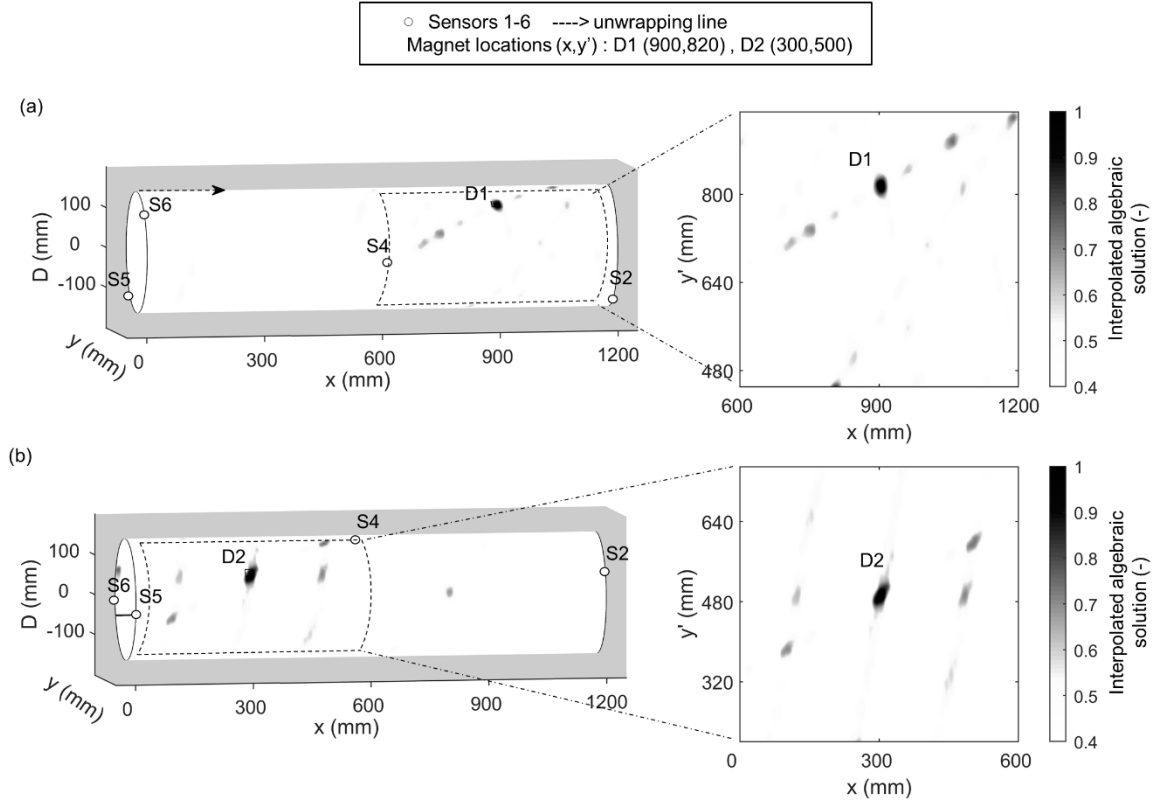 Sensors 1-6 ----> unwrapping line
Magnet locations (x,y') : D1 (900,820) , D2 (300,500)
(a)
S6
S5
S4
D1
S2
100
0
-100
D (mm)
y (mm)
0 300 600 900 1200
x (mm)
D1
800
640
480
y'
600 900 1200
x (mm)
1
0.9
0.8
0.7
0.6
0.5
0.4
Interpolated algebraic
solution (-)
(b)
S4
D2
S2
S6
S5
100
0
-100
D (mm)
y (mm)
0 300 600 900 1200
x (mm)
D2
640
480
320
y'
0 300 600
x (mm)
1
0.9
0.8
0.7
0.6
0.5
0.4
Interpolated algebraic
solution (-)